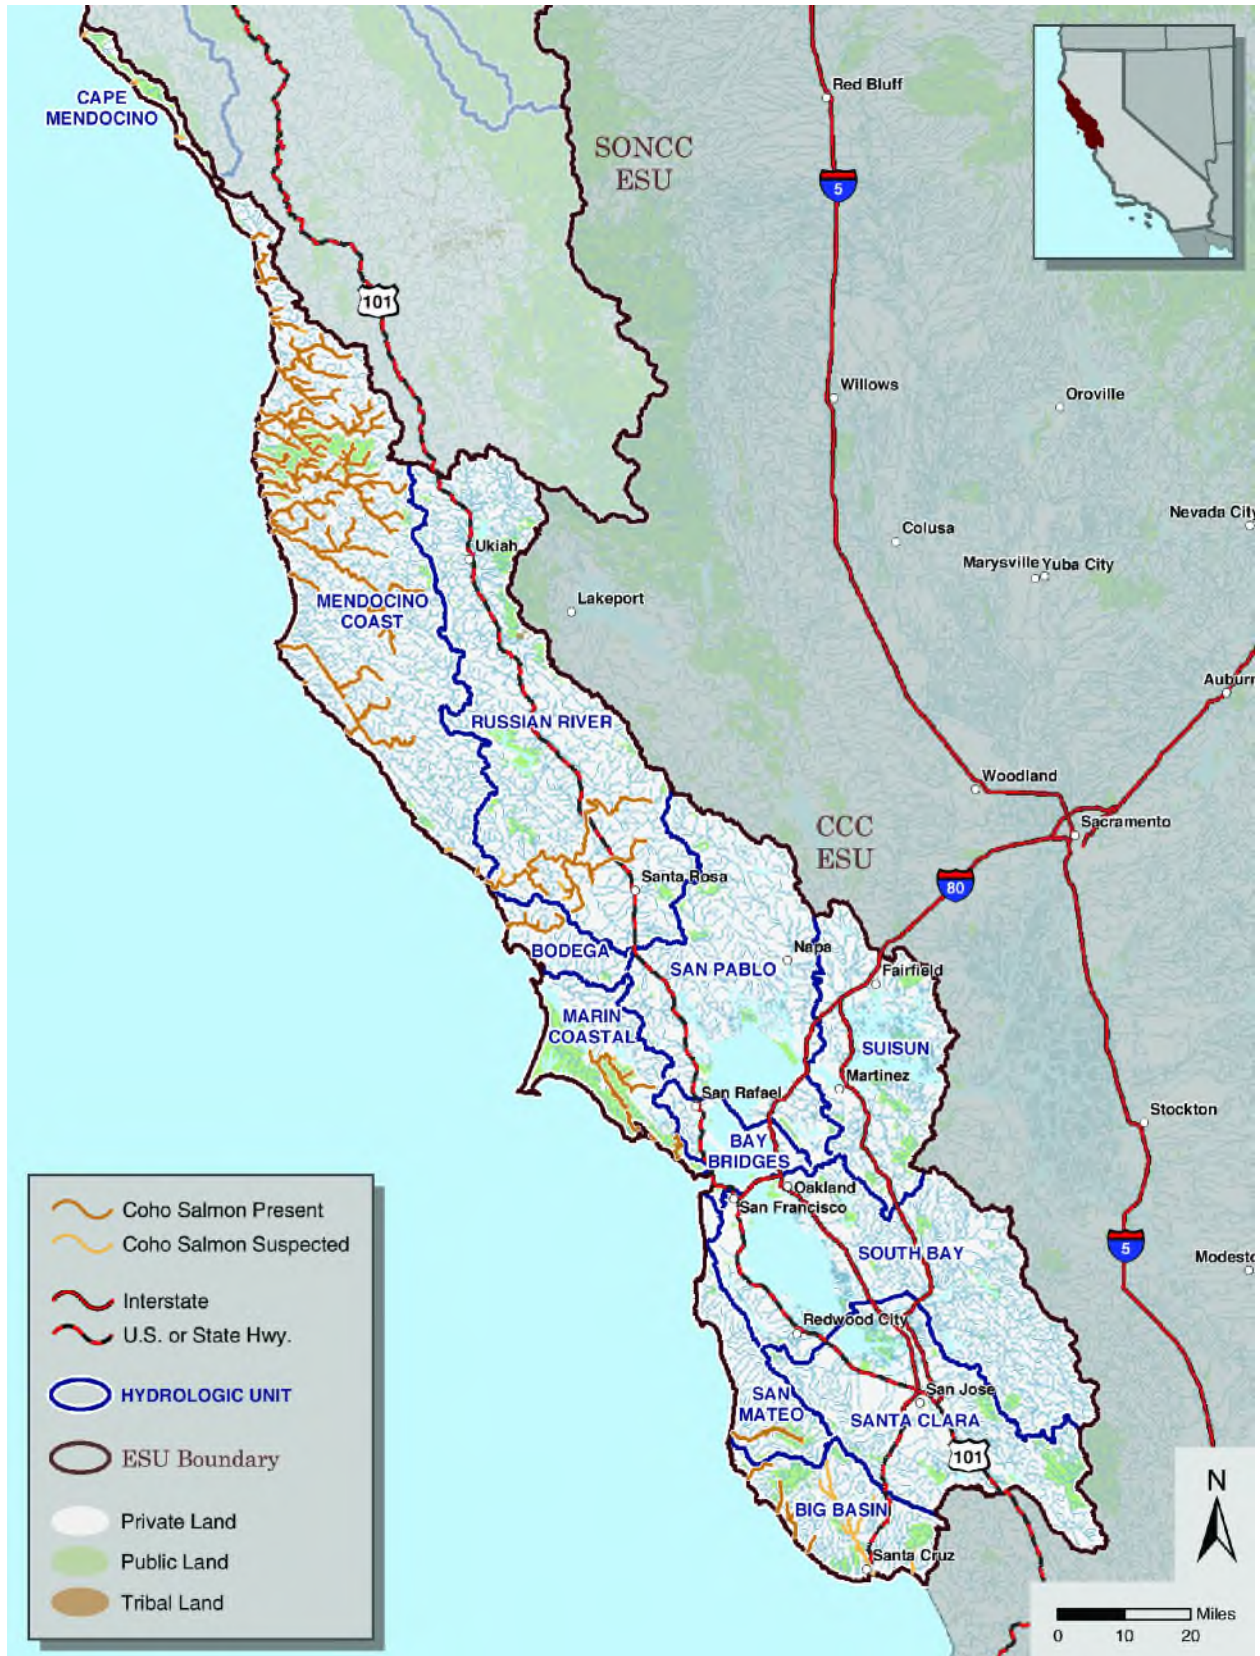 CAPE
MENDOCINO
SONCC
ESU
Red Bluff
5
101
Willows
Oroville
Colusa
Nevada City
Marysville Yuba City
Ukiah
Lakeport
MENDOCINO
COAST
Auburn
RUSSIAN RIVER
Woodland
CCC
ESU
Sacramento
Santa Rosa
80
BODEGA
SAN PABLO
Napa
Fairfield
MARIN
COASTAL
SUISUN
Martinez
San Rafael
Stockton
BAY
BRIDGES
Oakland
San Francisco
SOUTH BAY
5
Modesto
Redwood City
SAN
MATEO
San Jose
SANTA CLARA
101
BIG BASIN
Santa Cruz
Coho Salmon Present
Coho Salmon Suspected
Interstate
U.S. or State Hwy.
HYDROLOGIC UNIT
ESU Boundary
Private Land
Public Land
Tribal Land
N
Miles
0 10 20